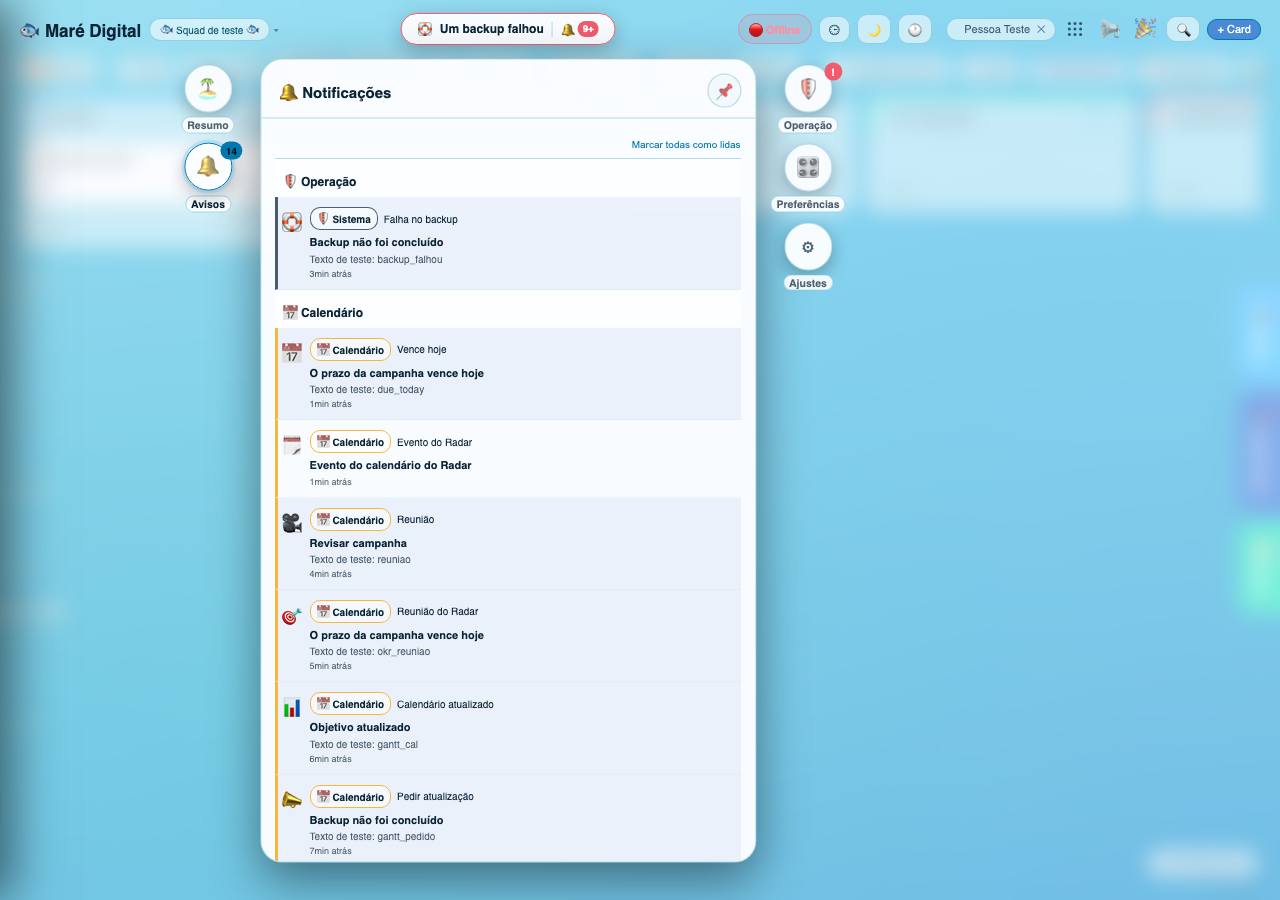 Maré Digital
Squad de teste
Um backup falhou
9+
Offline
Pessoa Teste
+ Card
Resumo
14
Avisos
Notificações
Marcar todas como lidas
Operação
Sistema Falha no backup
Backup não foi concluído
Texto de teste: backup_falhou
3min atrás
Calendário
Calendário Vence hoje
O prazo da campanha vence hoje
Texto de teste: due_today
1min atrás
Calendário Evento do Radar
Evento do calendário do Radar
1min atrás
Calendário Reunião
Revisar campanha
Texto de teste: reuniao
4min atrás
Calendário Reunião do Radar
O prazo da campanha vence hoje
Texto de teste: okr_reuniao
5min atrás
Calendário Calendário atualizado
Objetivo atualizado
Texto de teste: gantt_cal
6min atrás
Calendário Pedir atualização
Backup não foi concluído
Texto de teste: gantt_pedido
7min atrás
!
Operação
Preferências
Ajustes